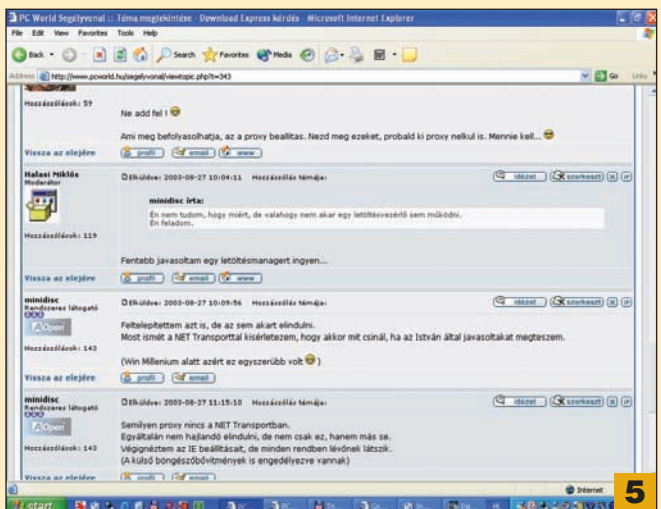 PC World Segélyvonal :: Téma megtekintése - Download Express kérdés - Microsoft Internet Explorer
File Edit View Favorites Tools Help
Back Search Favorites Media
Address http://www.pcworld.hu/segelyvonal/viewtopic.php?t=343 Go Links
Hozzászólások: 59
Ne add fel !
Ami meg befolyasolhatja, az a proxy beallitas. Nezd meg ezeket, probald ki proxy nelkul is. Mennie kell...
Vissza az elejére profil email www
Halasi Miklós
Moderátor
Elküldve: 2003-08-27 10:04:11 Hozzászólás témája:
idézet szerkeszt X IP
minidisc írta:
Én nem tudom, hogy miért, de valahogy nem akar egy letöltésvezérlő sem működni.
Én feladom.
Hozzászólások: 119
Fentebb javasoltam egy letöltésmanagert ingyen...
Vissza az elejére profil email www
minidisc
Rendszeres látogató
Elküldve: 2003-08-27 10:09:56 Hozzászólás témája:
idézet szerkeszt X IP
AOpen
Hozzászólások: 143
Feltelepítettem azt is, de az sem akart elindulni.
Most ismét a NET Transporttal kísérletezem, hogy akkor mit csinál, ha az István által javasoltakat megteszem.
(Win Millenium alatt azért ez egyszerűbb volt )
Vissza az elejére profil email
minidisc
Rendszeres látogató
Elküldve: 2003-08-27 11:15:10 Hozzászólás témája:
idézet szerkeszt X IP
AOpen
Hozzászólások: 143
Semilyen proxy nincs a NET Transportban.
Egyáltalán nem hajlandó elindulni, de nem csak ez, hanem más se.
Végignéztem az IE beállításait, de minden rendben lévőnek látszik.
(A külső böngészőbővítmények is engedélyezve vannak)
Vissza az elejére profil email
Internet
start
5